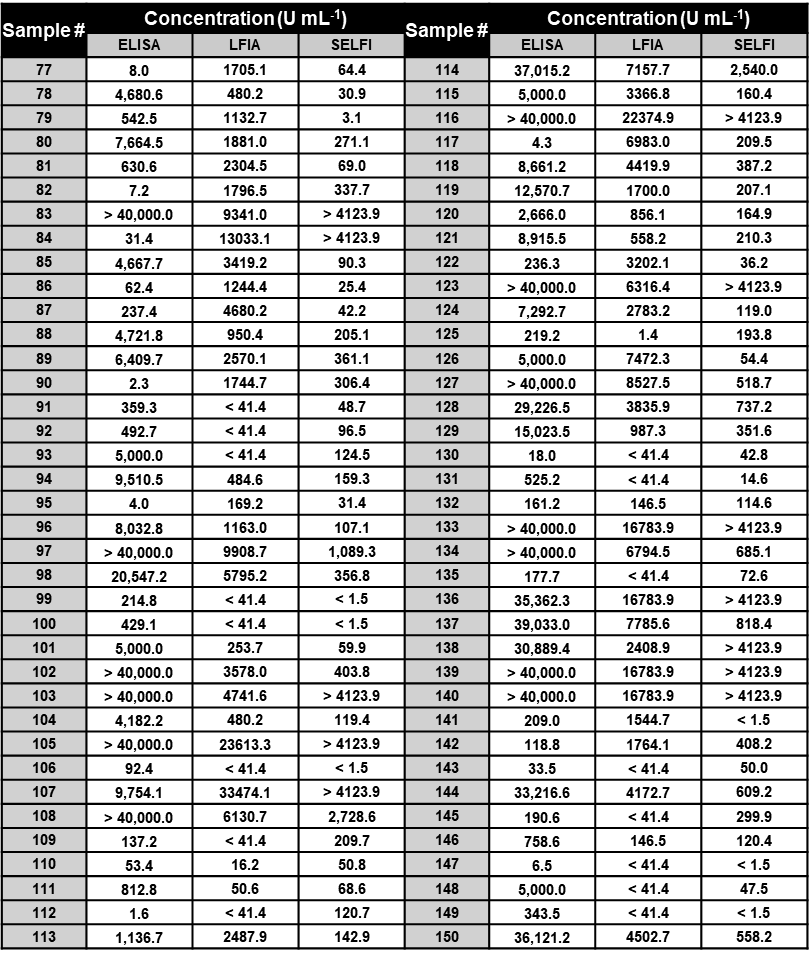 Sample # Concentration (U mL-1) Sample # Concentration (U mL-1)
ELISA LFIA SELFI ELISA LFIA SELFI
77 8.0 1705.1 64.4 114 37,015.2 7157.7 2,540.0
78 4,680.6 480.2 30.9 115 5,000.0 3366.8 160.4
79 542.5 1132.7 3.1 116 > 40,000.0 22374.9 > 4123.9
80 7,664.5 1881.0 271.1 117 4.3 6983.0 209.5
81 630.6 2304.5 69.0 118 8,661.2 4419.9 387.2
82 7.2 1796.5 337.7 119 12,570.7 1700.0 207.1
83 > 40,000.0 9341.0 > 4123.9 120 2,666.0 856.1 164.9
84 31.4 13033.1 > 4123.9 121 8,915.5 558.2 210.3
85 4,667.7 3419.2 90.3 122 236.3 3202.1 36.2
86 62.4 1244.4 25.4 123 > 40,000.0 6316.4 > 4123.9
87 237.4 4680.2 42.2 124 7,292.7 2783.2 119.0
88 4,721.8 950.4 205.1 125 219.2 1.4 193.8
89 6,409.7 2570.1 361.1 126 5,000.0 7472.3 54.4
90 2.3 1744.7 306.4 127 > 40,000.0 8527.5 518.7
91 359.3 < 41.4 48.7 128 29,226.5 3835.9 737.2
92 492.7 < 41.4 96.5 129 15,023.5 987.3 351.6
93 5,000.0 < 41.4 124.5 130 18.0 < 41.4 42.8
94 9,510.5 484.6 159.3 131 525.2 < 41.4 14.6
95 4.0 169.2 31.4 132 161.2 146.5 114.6
96 8,032.8 1163.0 107.1 133 > 40,000.0 16783.9 > 4123.9
97 > 40,000.0 9908.7 1,089.3 134 > 40,000.0 6794.5 685.1
98 20,547.2 5795.2 356.8 135 177.7 < 41.4 72.6
99 214.8 < 41.4 < 1.5 136 35,362.3 16783.9 > 4123.9
100 429.1 < 41.4 < 1.5 137 39,033.0 7785.6 818.4
101 5,000.0 253.7 59.9 138 30,889.4 2408.9 > 4123.9
102 > 40,000.0 3578.0 403.8 139 > 40,000.0 16783.9 > 4123.9
103 > 40,000.0 4741.6 > 4123.9 140 > 40,000.0 16783.9 > 4123.9
104 4,182.2 480.2 119.4 141 209.0 1544.7 < 1.5
105 > 40,000.0 23613.3 > 4123.9 142 118.8 1764.1 408.2
106 92.4 < 41.4 < 1.5 143 33.5 < 41.4 50.0
107 9,754.1 33474.1 > 4123.9 144 33,216.6 4172.7 609.2
108 > 40,000.0 6130.7 2,728.6 145 190.6 < 41.4 299.9
109 137.2 < 41.4 209.7 146 758.6 146.5 120.4
110 53.4 16.2 50.8 147 6.5 < 41.4 < 1.5
111 812.8 50.6 68.6 148 5,000.0 < 41.4 47.5
112 1.6 < 41.4 120.7 149 343.5 < 41.4 < 1.5
113 1,136.7 2487.9 142.9 150 36,121.2 4502.7 558.2